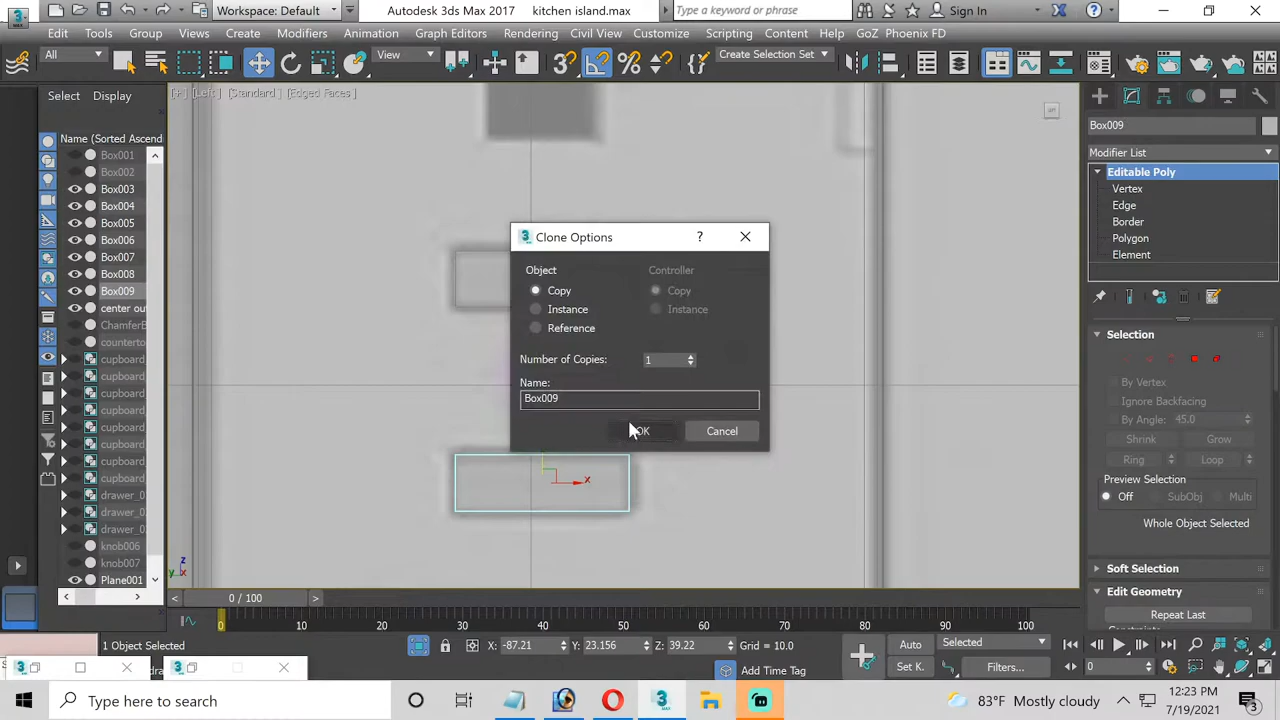 3 Workspace: Default Autodesk 3ds Max 2017 kitchen island.max Type a keyword or phrase Sign In
MAX
Edit Tools Group Views Create Modifiers Animation Graph Editors Rendering Civil View Customize Scripting Content Help GoZ Phoenix FD
All View 3 % Create Selection Set
Select Display [+] [Left] [Standard] [Edged Faces]
Name (Sorted Ascend
Box001
Box002
Box003
Box004
Box005
Box006
Box007
Box008
Box009
center ou
ChamferB
countertop
cupboard
cupboard
cupboard
cupboard
cupboard
cupboard
cupboard
cupboard
drawer_0
drawer_0
drawer_0
knob006
knob007
Plane001
3 Clone Options ?
Object Controller
Copy Copy
Instance Instance
Reference
Number of Copies: 1
Name:
Box009
OK Cancel
x
z
y x
Box009
Modifier List
Editable Poly
Vertex
Edge
Border
Polygon
Element
Selection
By Vertex
Ignore Backfacing
By Angle: 45.0
Shrink Grow
Ring Loop
Preview Selection
Off SubObj Multi
Whole Object Selected
Soft Selection
Edit Geometry
Repeat Last
Constraints
0 / 100
0 10 20 30 40 50 60 70 80 90 100
1 Object Selected X: -87.21 Y: 23.156 Z: 39.22 Grid = 10.0 Auto Selected
Add Time Tag Set K. Filters... 0
Type here to search 83°F Mostly cloudy 12:23 PM
7/19/2021 3